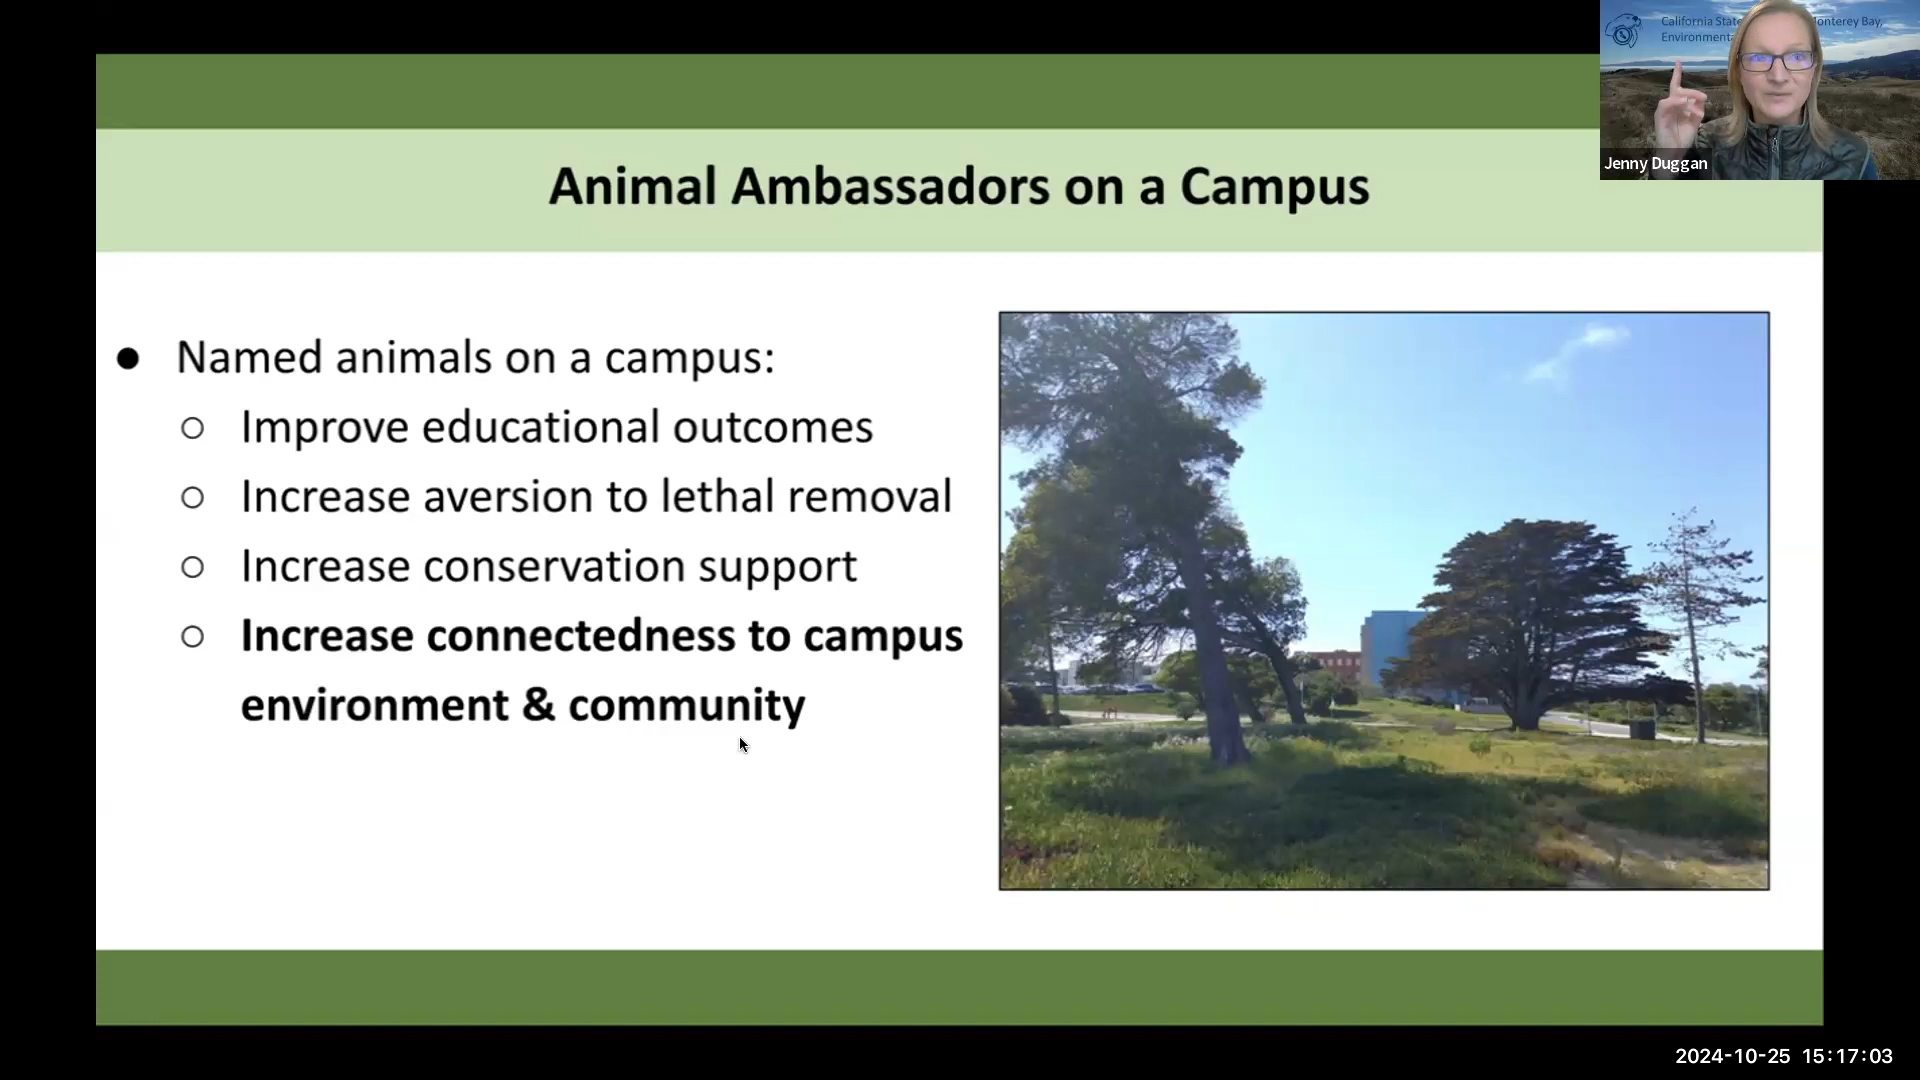 California State Monterey Bay,
Jenny Duggan
Animal Ambassadors on a Campus
● Named animals on a campus:
○ Improve educational outcomes
○ Increase aversion to lethal removal
○ Increase conservation support
○ Increase connectedness to campus
environment & community
2024-10-25 15:17:03